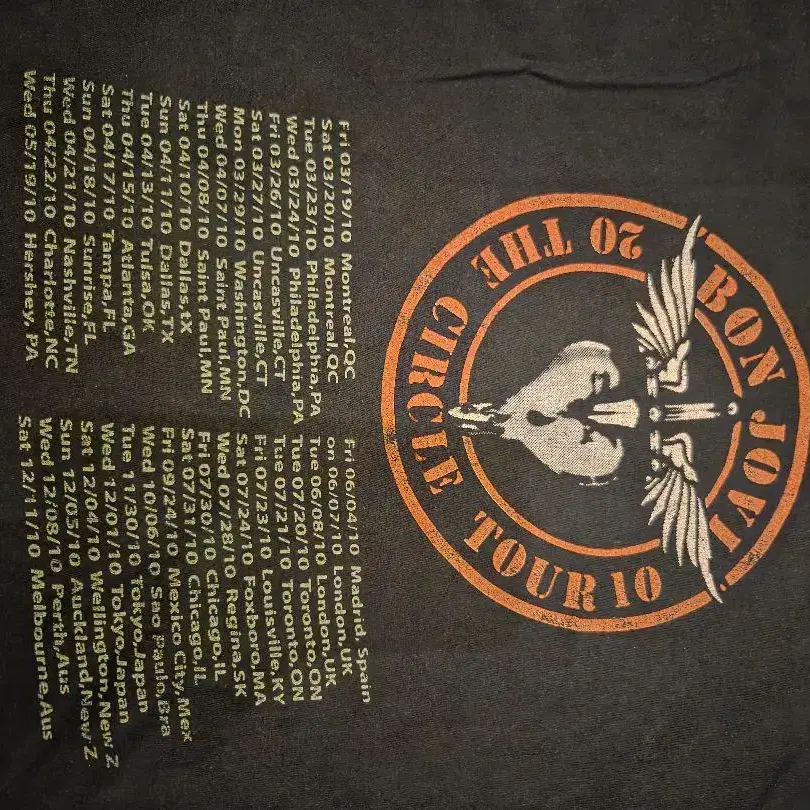 BON JOVI
20 THE CIRCLE TOUR 10
Fri 03/19/10 Montreal,QC
Sat 03/20/10 Montreal,QC
Tue 03/23/10 Philadelphia,PA
Wed 03/24/10 Philadelphia,PA
Fri 03/26/10 Uncasville,CT
Sat 03/27/10 Uncasville,CT
Mon 03/29/10 Washington,DC
Wed 04/07/10 Saint Paul,MN
Thu 04/08/10 Saint Paul,MN
Sat 04/10/10 Dallas,tX
Sun 04/11/10 Dallas,TX
Tue 04/13/10 Tulsa,OK
Thu 04/15/10 Atlanta,GA
Sat 04/17/10 Tampa,FL
Sun 04/18/10 Sunrise,FL
Wed 04/21/10 Nashville,TN
Thu 04/22/10 Charlotte,NC
Wed 05/19/10 Hershey,PA
Fri 06/04/10 Madrid, Spain
on 06/07/10 London,UK
Tue 06/08/10 London,UK
Tue 07/20/10 Toronto,ON
Tue 07/21/10 Toronto,ON
Fri 07/23/10 Louisville,KY
Sat 07/24/10 Foxboro,MA
Wed 07/28/10 Regina,SK
Fri 07/30/10 Chicago,IL
Sat 07/31/10 Chicago,IL
Fri 09/24/10 Mexico City,Mex
Wed 10/06/10 Sao Paulo,Bra
Tue 11/30/10 Tokyo,Japan
Wed 12/01/10 Tokyo,Japan
Sat 12/04/10 Wellington,New Z
Sun 12/05/10 Auckland,New Z
Wed 12/08/10 Perth,Aus
Sat 12/11/10 Melbourne,Aus